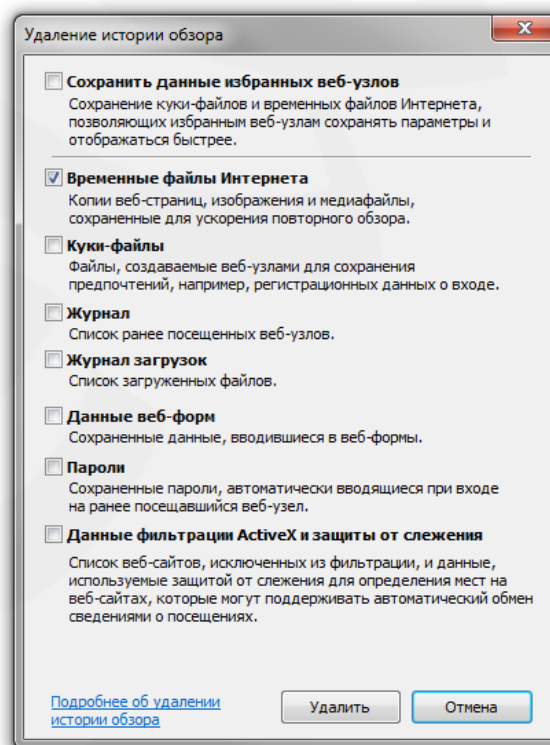 Удаление истории обзора
Сохранить данные избранных веб-узлов
Сохранение куки-файлов и временных файлов Интернета,
позволяющих избранным веб-узлам сохранять параметры и
отображаться быстрее.
Временные файлы Интернета
Копии веб-страниц, изображения и медиафайлы,
сохраненные для ускорения повторного обзора.
Куки-файлы
Файлы, создаваемые веб-узлами для сохранения
предпочтений, например, регистрационных данных о входе.
Журнал
Список ранее посещенных веб-узлов.
Журнал загрузок
Список загруженных файлов.
Данные веб-форм
Сохраненные данные, вводившиеся в веб-формы.
Пароли
Сохраненные пароли, автоматически вводящиеся при входе
на ранее посещавшийся веб-узел.
Данные фильтрации ActiveX и защиты от слежения
Список веб-сайтов, исключенных из фильтрации, и данные,
используемые защитой от слежения для определения мест на
веб-сайтах, которые могут поддерживать автоматический обмен
сведениями о посещениях.
Подробнее об удалении
истории обзора
Удалить
Отмена